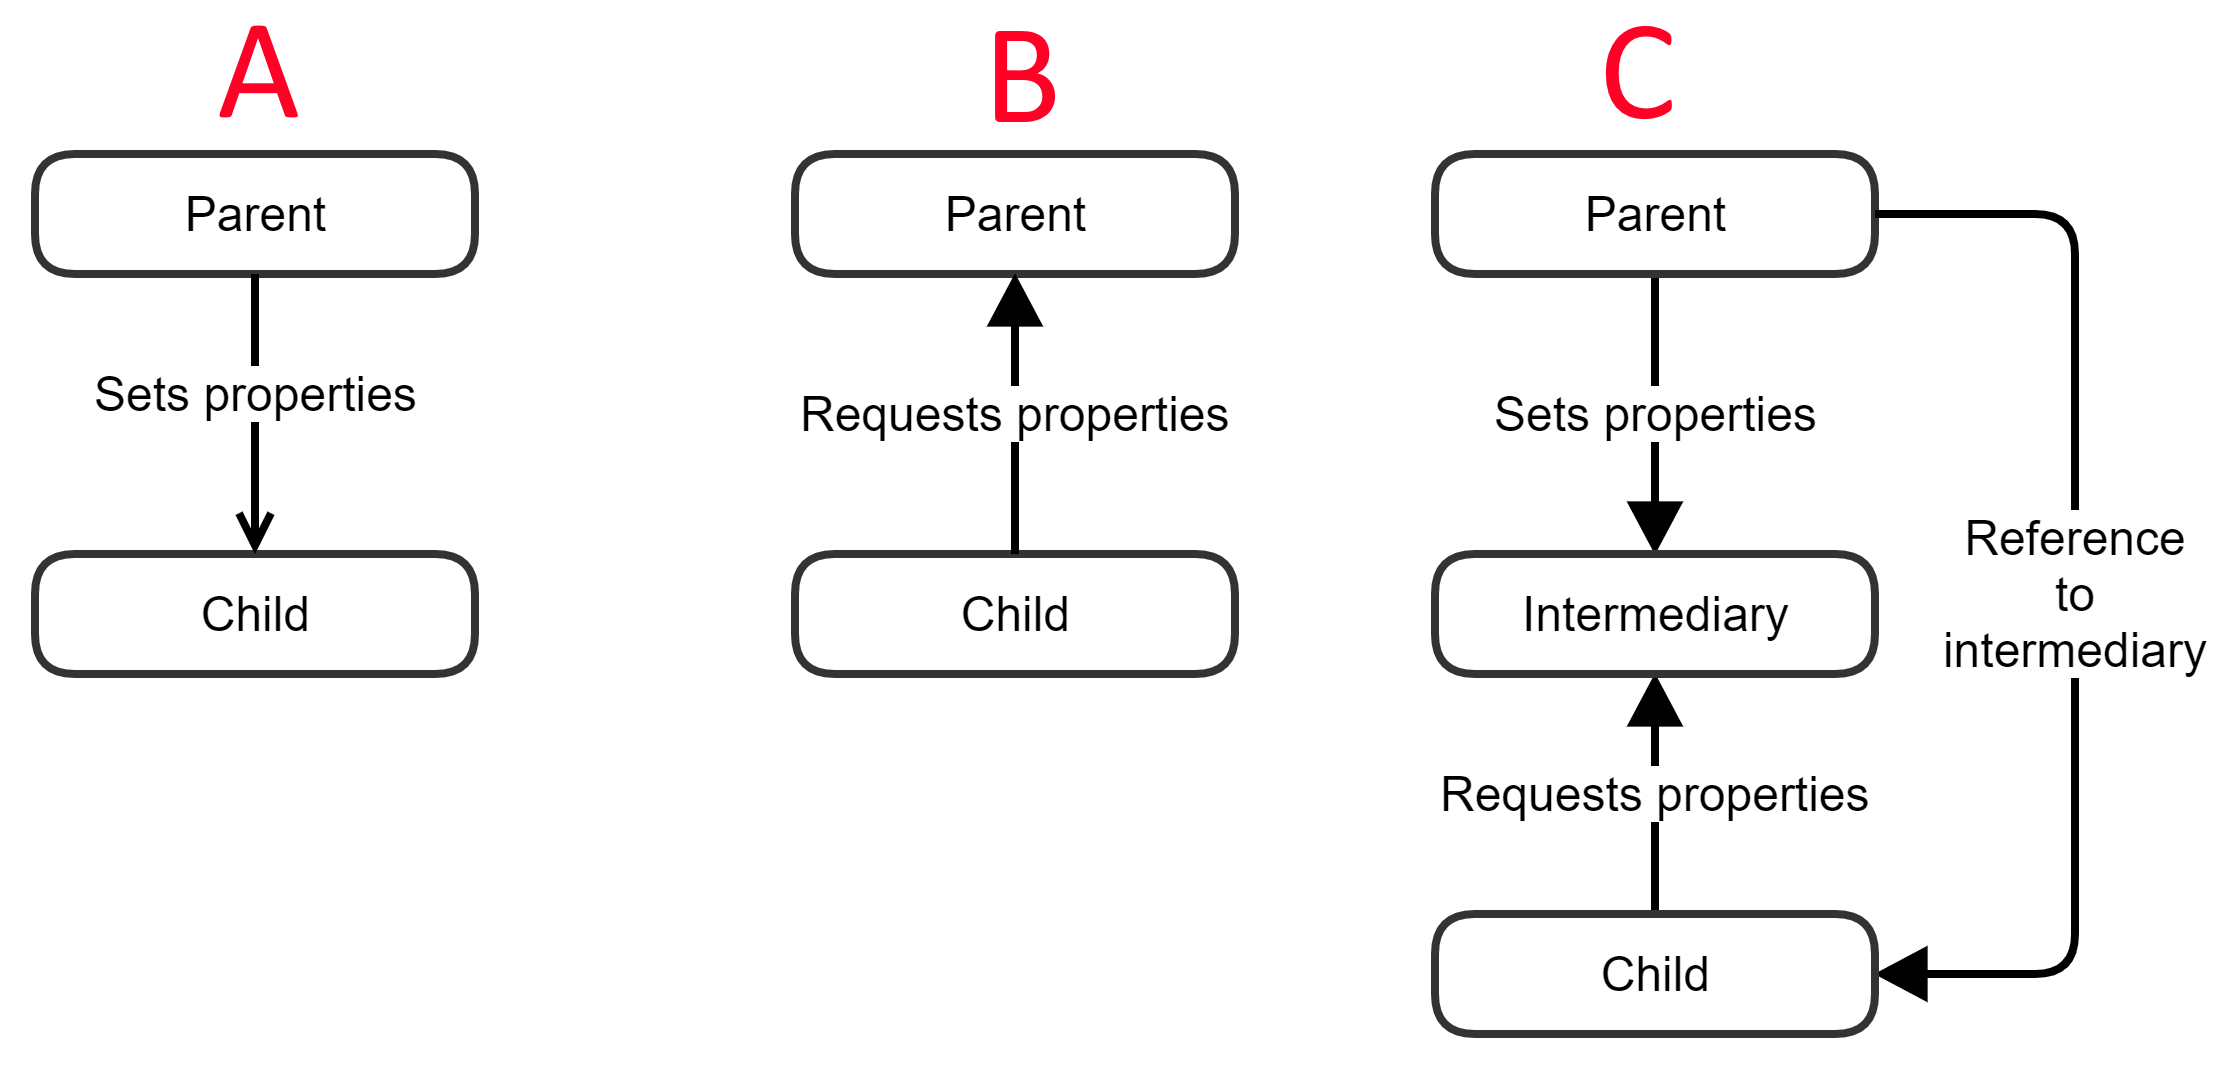 A
Parent
Sets properties
Child
B
Parent
Requests properties
Child
C
Parent
Sets properties
Intermediary
Requests properties
Child
Reference
to
intermediary